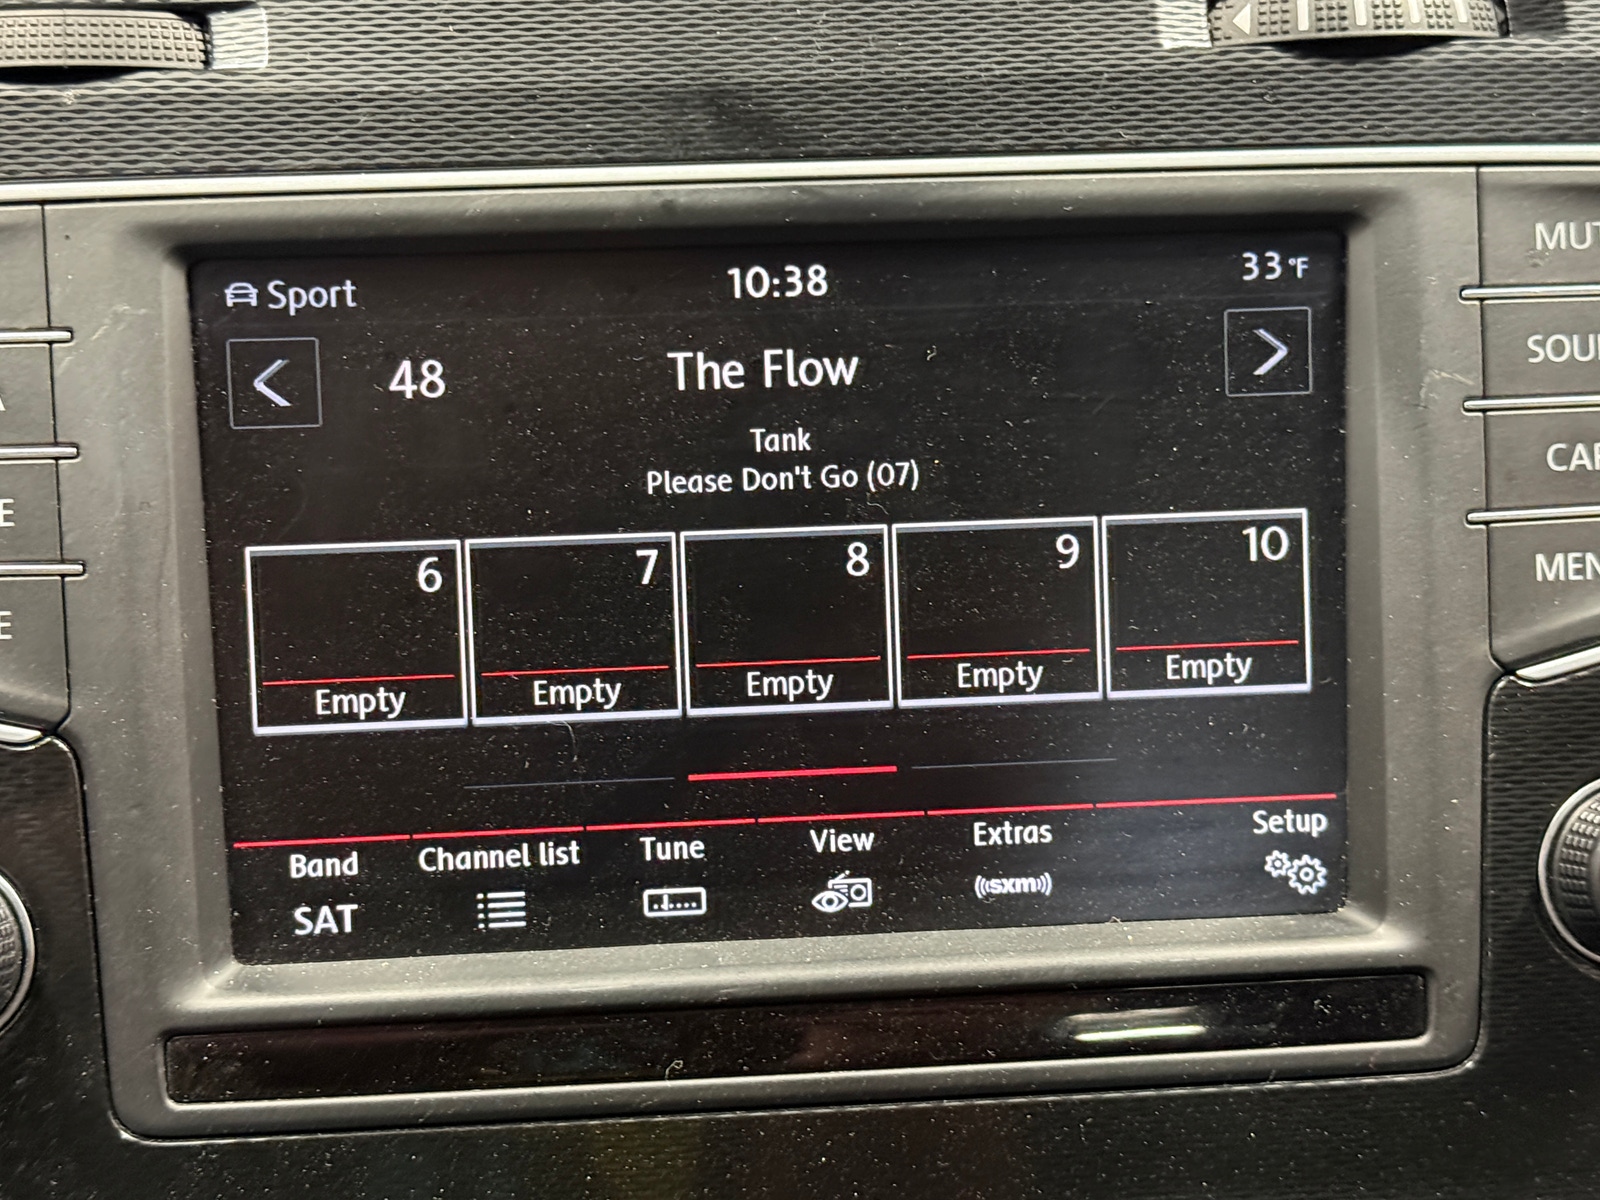 Sport 10:38 33°F
48 The Flow
Tank
Please Don't Go (07)
6 7 8 9 10
Empty Empty Empty Empty Empty
Band Channel list Tune View Extras Setup
SAT ((sxm))
E
E